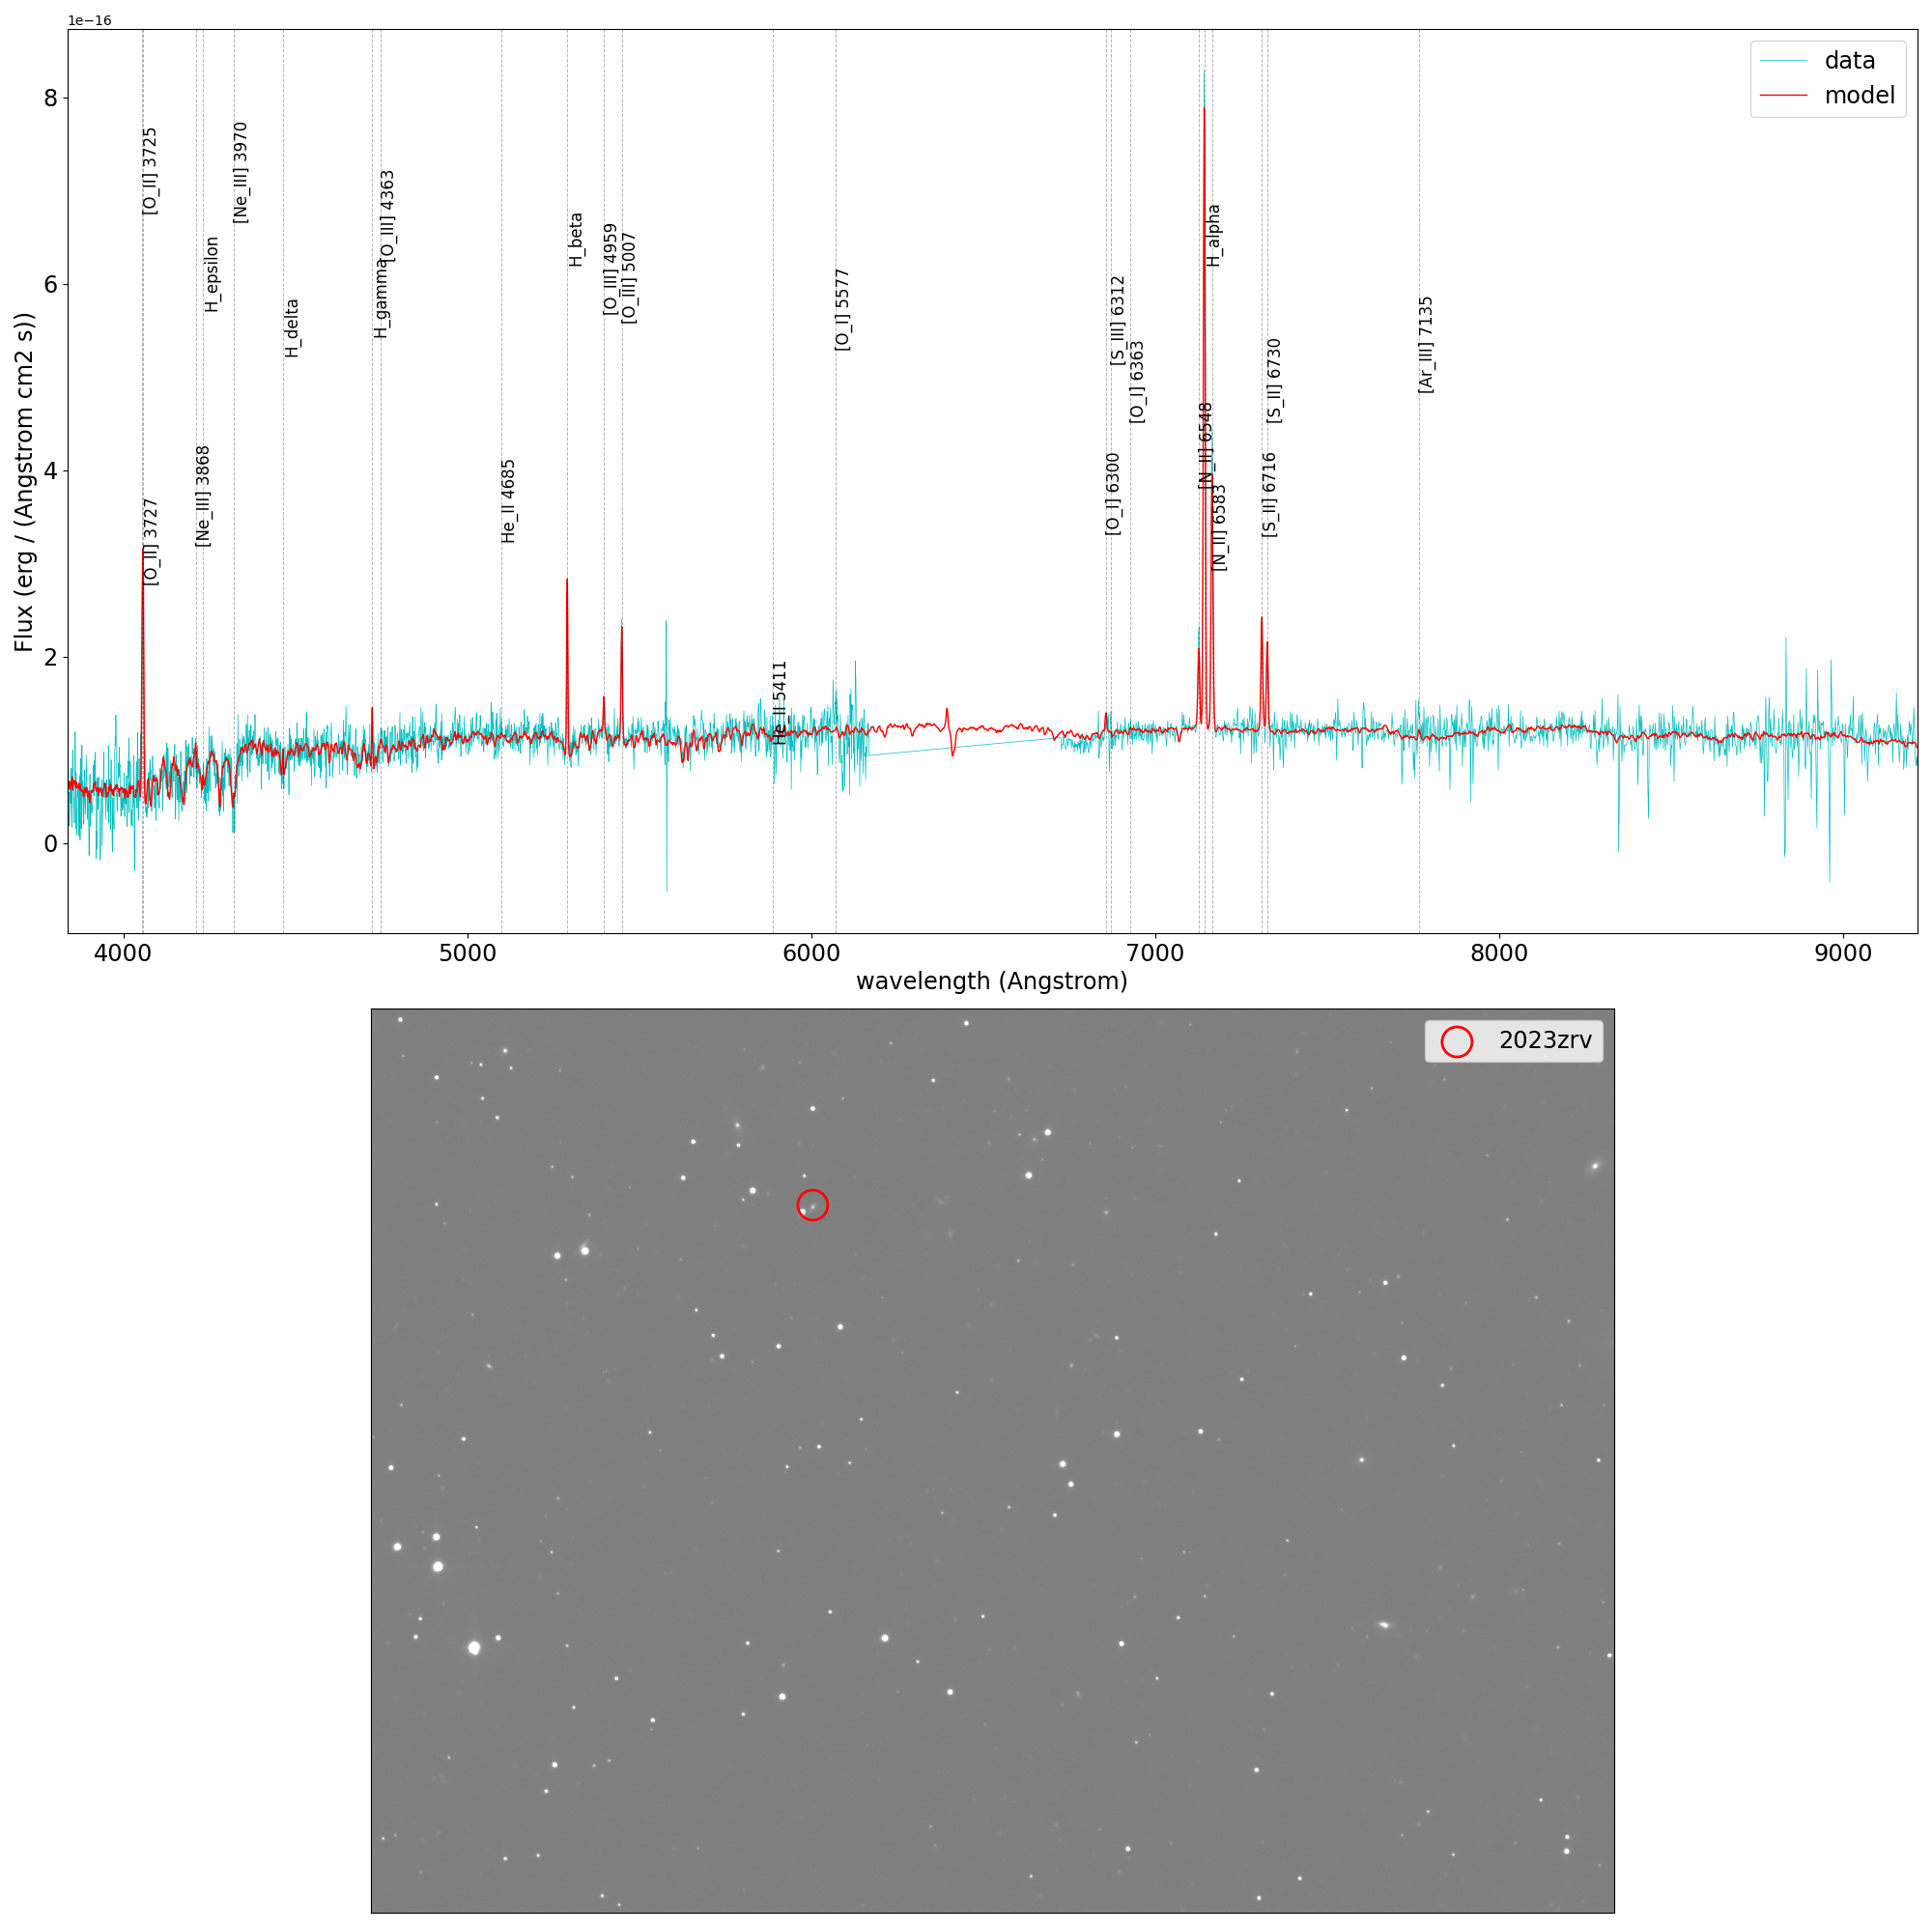 1e−16
data
model
[O_II] 3725
[Ne_III] 3970
[O_III] 4363
H_epsilon
H_gamma
H_delta
H_beta
[O_III] 4959
[O_III] 5007
[O_I] 5577
[S_III] 6312
[O_I] 6363
H_alpha
[S_II] 6730
[Ar_III] 7135
[O_II] 3727
[Ne_III] 3868
He_II 4685
[O_I] 6300
[N_II] 6548
[N_II] 6583
[S_II] 6716
He_II 5411
Flux (erg / (Angstrom cm2 s))
8
6
4
2
0
4000 5000 6000 7000 8000 9000
wavelength (Angstrom)
2023zrv